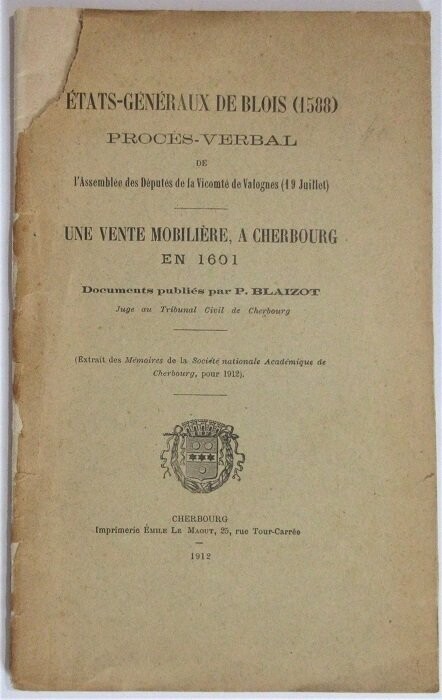 ÉTATS-GÉNÉRAUX DE BLOIS (1588)
PROCÈS-VERBAL
DE
l'Assemblée des Députés de la Vicomté de Valognes (19 Juillet)
UNE VENTE MOBILIÈRE, A CHERBOURG
EN 1601
Documents publiés par P. BLAIZOT
Juge au Tribunal Civil de Cherbourg
(Extrait des Mémoires de la Société nationale Académique de
Cherbourg, pour 1912).
CHERBOURG
Imprimerie ÉMILE LE MAOUT, 25, rue Tour-Carrée
1912